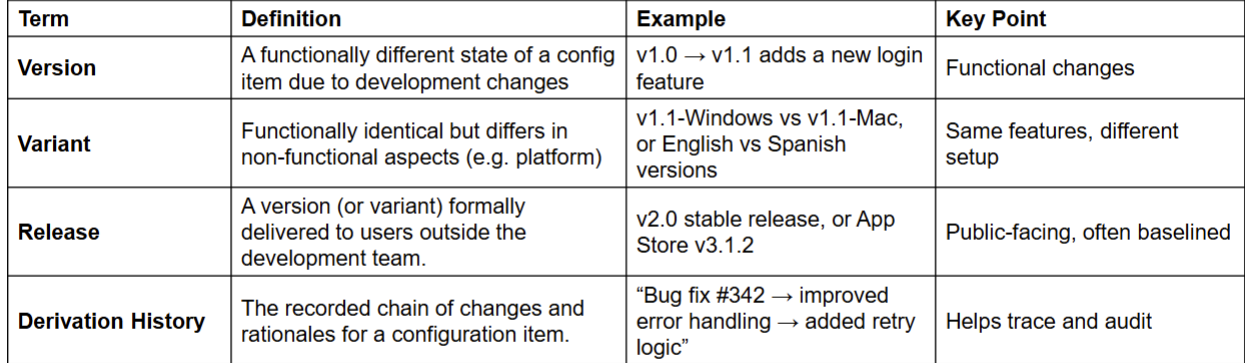 Term Definition Example Key Point
Version
A functionally different state of a config
item due to development changes
v1.0 → v1.1 adds a new login
feature
Functional changes
Variant
Functionally identical but differs in
non-functional aspects (e.g. platform)
v1.1-Windows vs v1.1-Mac,
or English vs Spanish
versions
Same features, different
setup
Release
A version (or variant) formally
delivered to users outside the
development team.
v2.0 stable release, or App
Store v3.1.2
Public-facing, often baselined
Derivation History
The recorded chain of changes and
rationales for a configuration item.
“Bug fix #342 → improved
error handling → added retry
logic”
Helps trace and audit